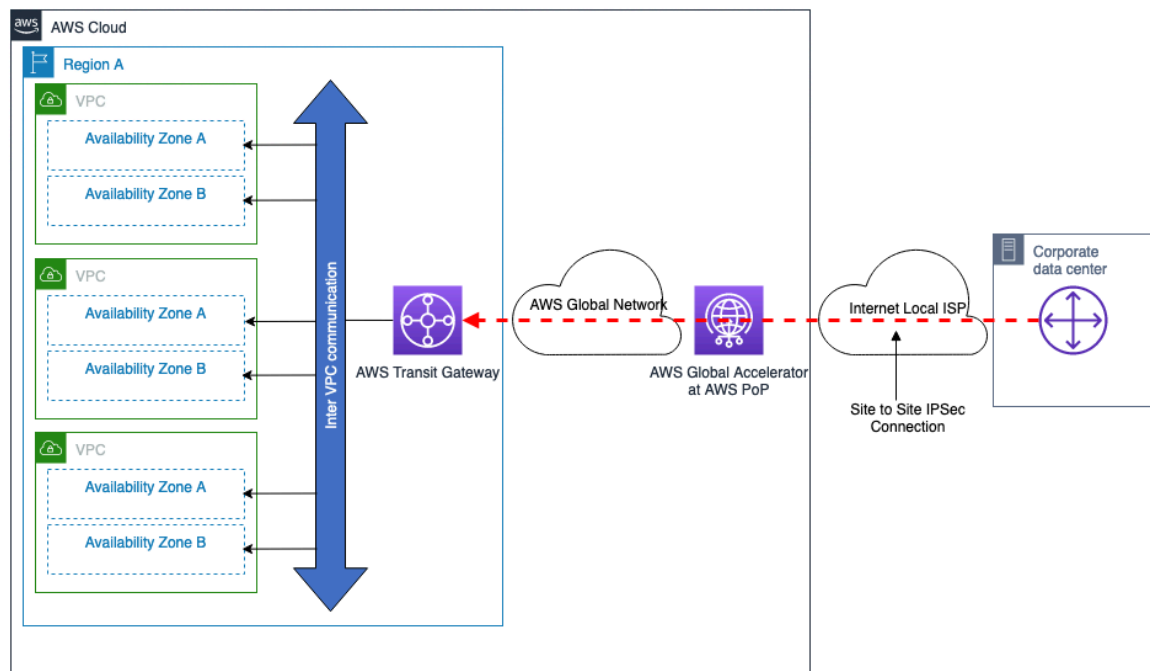 aws
AWS Cloud
Region A
VPC
Availability Zone A
Availability Zone B
VPC
Availability Zone A
Availability Zone B
VPC
Availability Zone A
Availability Zone B
Inter VPC communication
AWS Transit Gateway
AWS Global Network
AWS Global Accelerator
at AWS PoP
Internet Local ISP
Site to Site IPSec
Connection
Corporate
data center